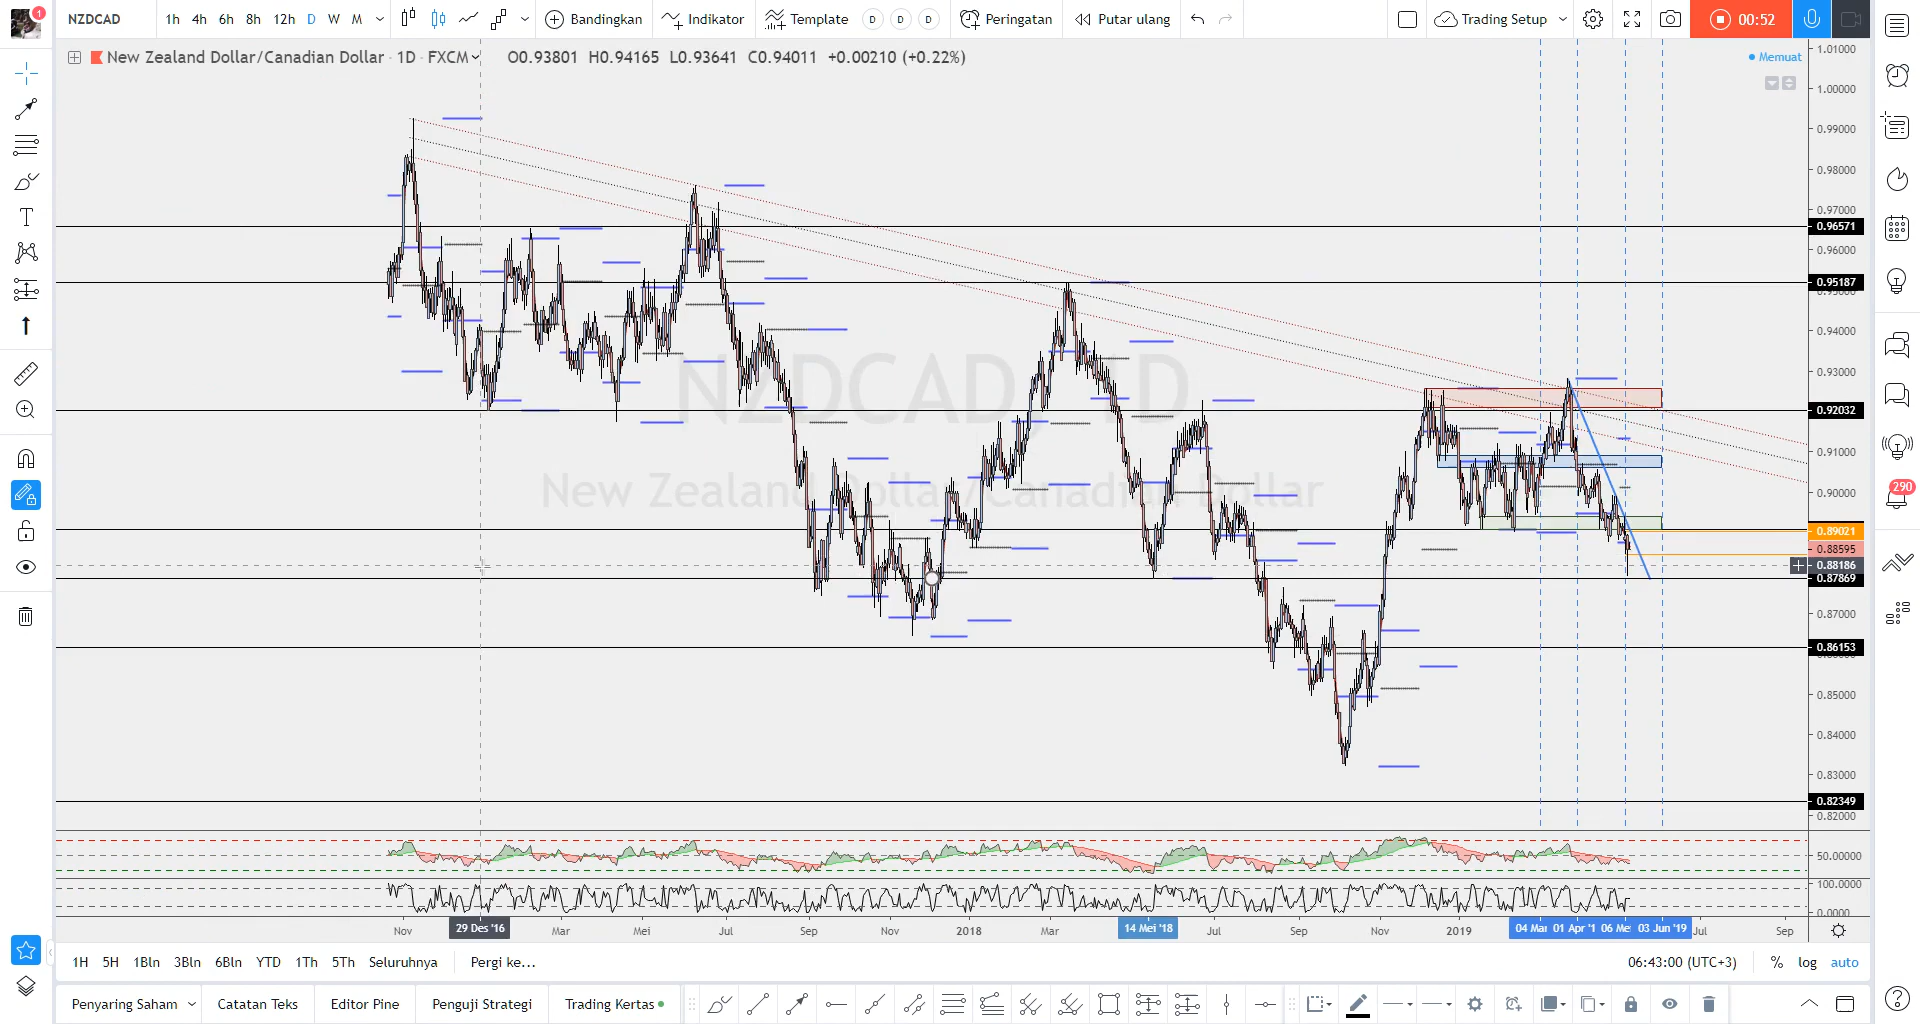 1
NZDCAD
1h 4h 6h 8h 12h D W M
Bandingkan
Indikator
Template
D D D
Peringatan
Putar ulang
Trading Setup
00:52
New Zealand Dollar/Canadian Dollar · 1D · FXCM
O0.93801 H0.94165 L0.93641 C0.94011 +0.00210 (+0.22%)
Memuat
NZDCAD, 1D
New Zealand Dollar/Canadian Dollar
1.01000
1.00000
0.99000
0.98000
0.97000
0.96571
0.96000
0.95187
0.94000
0.93000
0.92032
0.91000
0.90000
0.89021
0.88595
0.88186
0.87869
0.87000
0.86153
0.85000
0.84000
0.83000
0.82349
0.82000
50.00000
100.0000
0.0000
290
Nov 29 Des '16 Mar Mei Jul Sep Nov 2018 Mar 14 Mei '18 Jul Sep Nov 2019 04 Mar 01 Apr '1 06 Mei 03 Jun '19 Jul Sep
1H 5H 1Bln 3Bln 6Bln YTD 1Th 5Th Seluruhnya
Pergi ke...
06:43:00 (UTC+3)
% log auto
Penyaring Saham
Catatan Teks
Editor Pine
Penguji Strategi
Trading Kertas